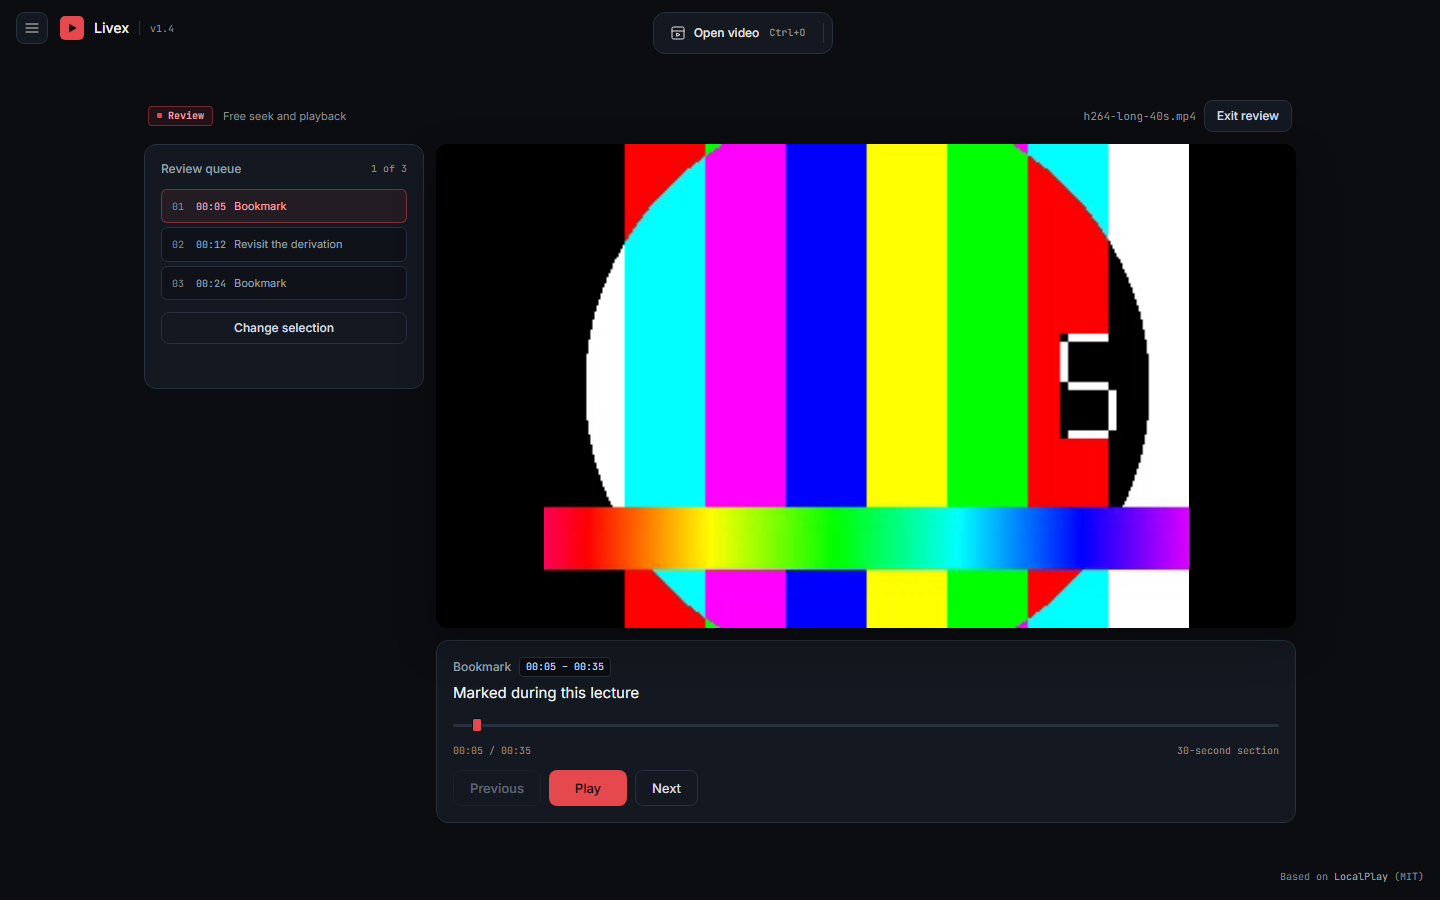 Livex v1.4
Open video Ctrl+O
Review Free seek and playback
h264-long-40s.mp4 Exit review
Review queue 1 of 3
01 00:05 Bookmark
02 00:12 Revisit the derivation
03 00:24 Bookmark
Change selection
5
Bookmark 00:05 – 00:35
Marked during this lecture
00:05 / 00:35 30-second section
Previous Play Next
Based on LocalPlay (MIT)